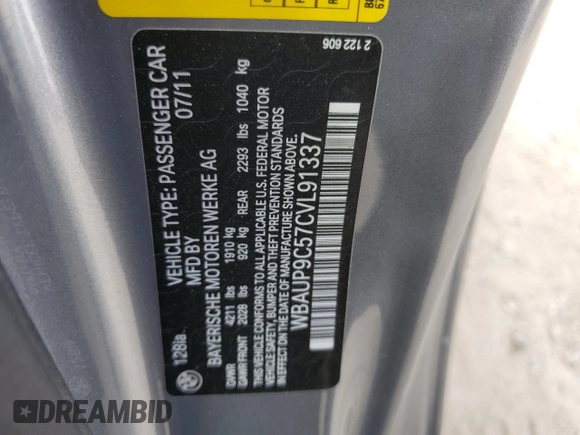 128ia
VEHICLE TYPE: PASSENGER CAR
MFD BY 07/11
BAYERISCHE MOTOREN WERKE AG
GVWR 4211 lbs 1910 kg
GAWR FRONT 2028 lbs 920 kg REAR 2293 lbs 1040 kg
THIS VEHICLE CONFORMS TO ALL APPLICABLE U.S. FEDERAL MOTOR
VEHICLE SAFETY, BUMPER AND THEFT PREVENTION STANDARDS
IN EFFECT ON THE DATE OF MANUFACTURE SHOWN ABOVE.
WBAUP9C57CVL91337
2 122 606
DREAMBID